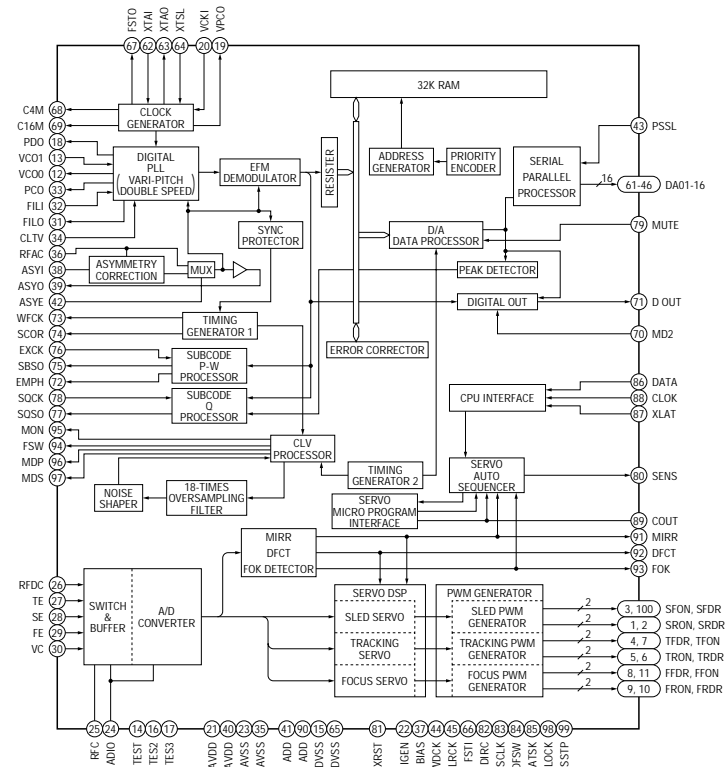 FSTO
XTAI
XTAO
XTSL
VCKI
VPCO
67
62
63
64
20
19
C4M 68
C16M 69
PDO 18
VCO1 13
VCO0 12
PCO 33
FILI 32
FILO 31
CLTV 34
RFAC 36
ASYI 38
ASYO 39
ASYE 42
WFCK 73
SCOR 74
EXCK 76
SBSO 75
EMPH 72
SQCK 78
SQSO 77
MON 95
FSW 94
MDP 96
MDS 97
RFDC 26
TE 27
SE 28
FE 29
VC 30
CLOCK
GENERATOR
DIGITAL
PLL
(VARI-PITCH
DOUBLE SPEED)
EFM
DEMODULATOR
RESISTER
32K RAM
ADDRESS
GENERATOR
PRIORITY
ENCODER
SERIAL
PARALLEL
PROCESSOR
16
SYNC
PROTECTOR
D/A
DATA PROCESSOR
ASYMMETRY
CORRECTION
MUX
PEAK DETECTOR
DIGITAL OUT
TIMING
GENERATOR 1
ERROR CORRECTOR
SUBCODE
P-W
PROCESSOR
SUBCODE
Q
PROCESSOR
CPU INTERFACE
CLV
PROCESSOR
NOISE
SHAPER
18-TIMES
OVERSAMPLING
FILTER
TIMING
GENERATOR 2
SERVO
AUTO
SEQUENCER
SERVO
MICRO PROGRAM
INTERFACE
MIRR
DFCT
FOK DETECTOR
SWITCH
&
BUFFER
A/D
CONVERTER
SERVO DSP
SLED SERVO
TRACKING
SERVO
FOCUS SERVO
PWM GENERATOR
SLED PWM
GENERATOR
TRACKING PWM
GENERATOR
FOCUS PWM
GENERATOR
43 PSSL
61-46 DA01-16
79 MUTE
71 D OUT
70 MD2
86 DATA
88 CLOK
87 XLAT
80 SENS
89 COUT
91 MIRR
92 DFCT
93 FOK
2 3, 100 SFON, SFDR
2 1, 2 SRON, SRDR
2 4, 7 TFDR, TFON
2 5, 6 TRON, TRDR
2 8, 11 FFDR, FFON
2 9, 10 FRON, FRDR
25
24
14
16
17
21
40
23
35
41
90
15
65
81
22
37
44
45
66
82
83
84
85
98
99
RFC
ADIO
TEST
TES2
TES3
AVDD
AVDD
AVSS
AVSS
ADD
ADD
DVSS
DVSS
XRST
IGEN
BIAS
WDCK
LRCK
FSTI
DIRC
SCLK
DFSW
ATSK
LOCK
SSTP